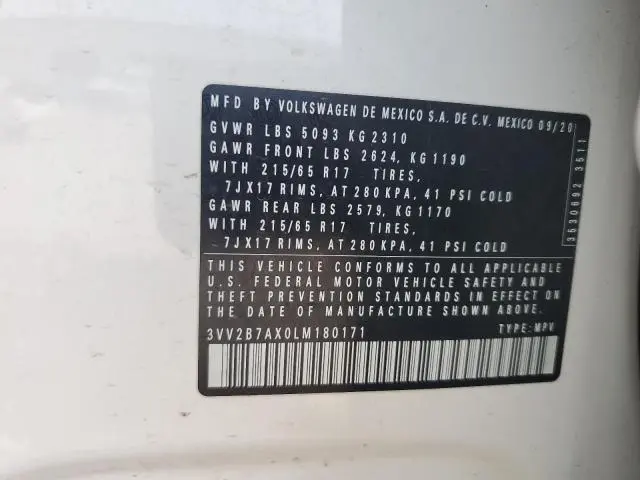 MFD BY VOLKSWAGEN DE MEXICO S.A. DE C.V. MEXICO 09/20
GVWR LBS 5093 KG 2310
GAWR FRONT LBS 2624, KG 1190
WITH 215/65 R17 TIRES,
7JX17 RIMS, AT 280 KPA, 41 PSI COLD
GAWR REAR LBS 2579, KG 1170
WITH 215/65 R17 TIRES,
7JX17 RIMS, AT 280 KPA, 41 PSI COLD
THIS VEHICLE CONFORMS TO ALL APPLICABLE
U.S. FEDERAL MOTOR VEHICLE SAFETY AND
THEFT PREVENTION STANDARDS IN EFFECT ON
THE DATE OF MANUFACTURE SHOWN ABOVE.
3VV2B7AX0LM180171 TYPE: MPV
3530692 3511